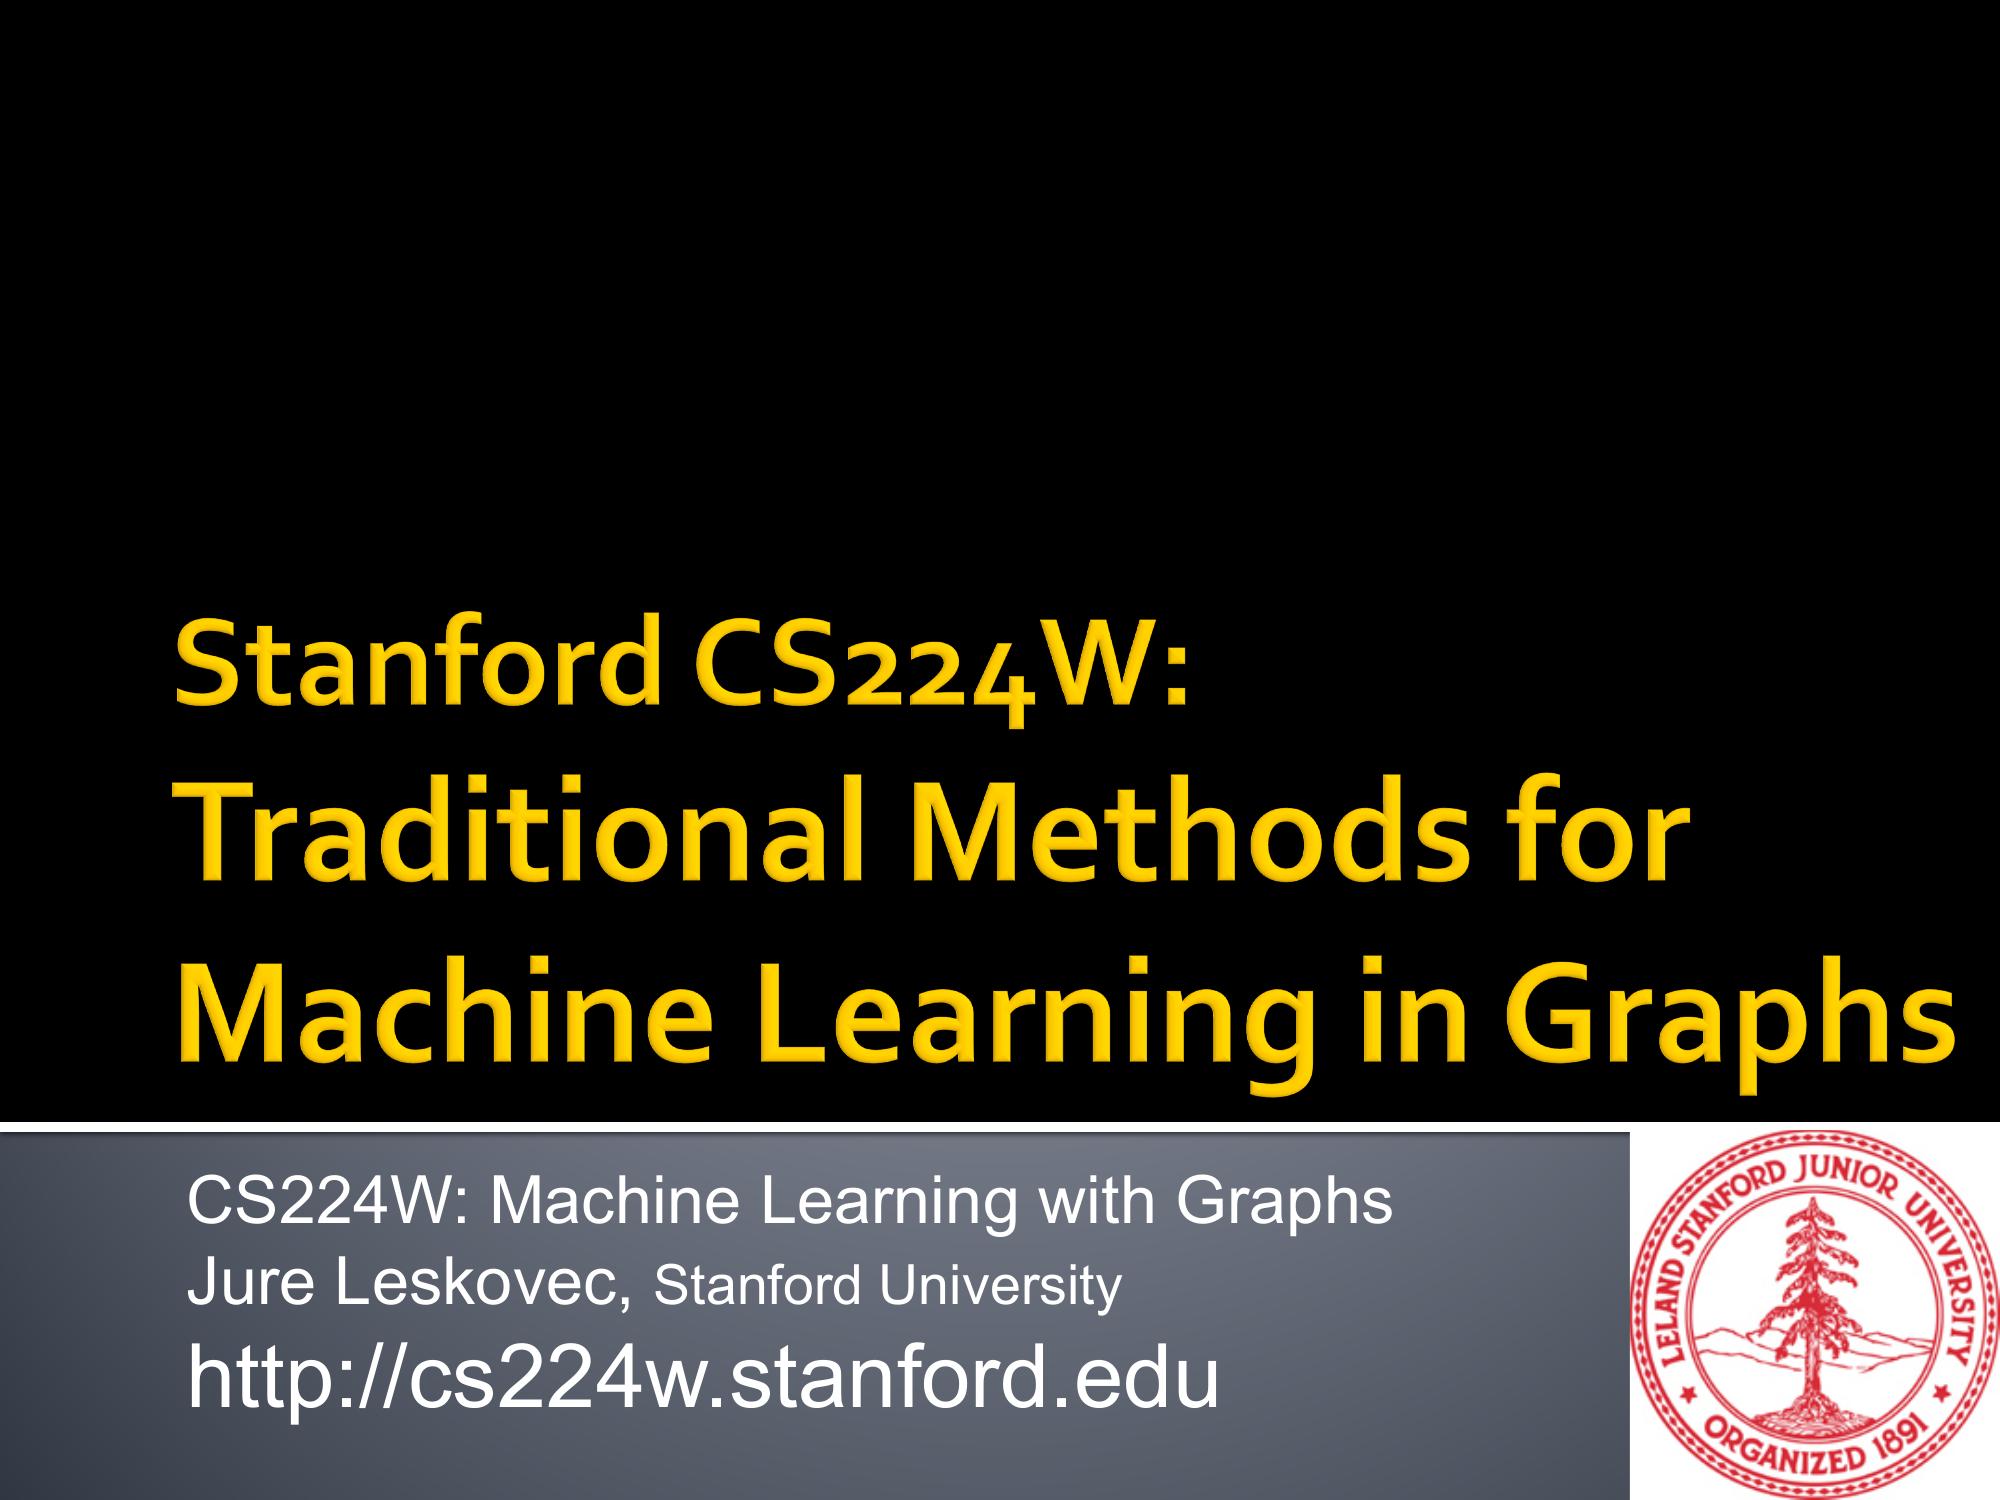 Stanford CS224W:
Traditional Methods for
Machine Learning in Graphs
CS224W: Machine Learning with Graphs
Jure Leskovec, Stanford University
http://cs224w.stanford.edu
LELAND STANFORD JUNIOR UNIVERSITY
ORGANIZED 1891